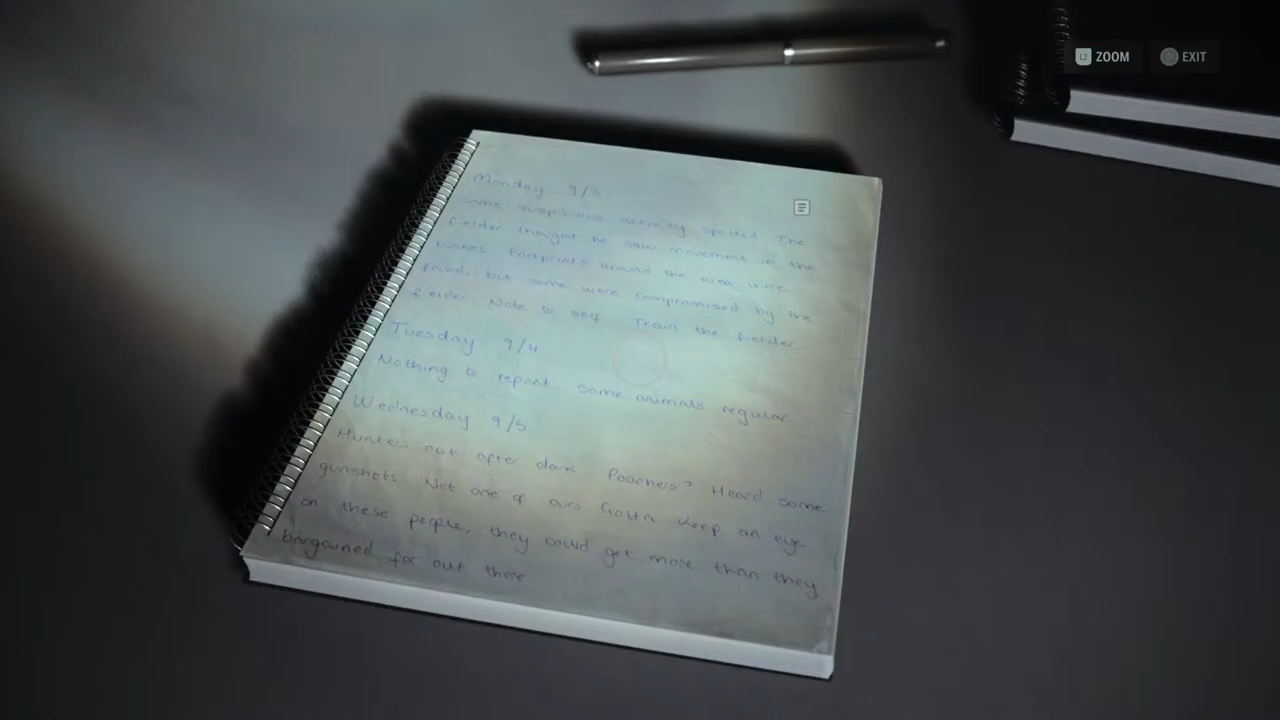 L2 ZOOM EXIT
Monday 9/3
some suspicious activity spotted The
fielder thought he saw movement in the
bushes. Footprints around the area were
found, but some were compromised by the
fielder. Note to self Train the fielder
Tuesday 9/4
Nothing to report some animals regular
Wednesday 9/5
Hunters out after dark Poachers? Heard some
gunshots Not one of ours Gotta keep an eye
on these people, they could get more than they
bargained for out there